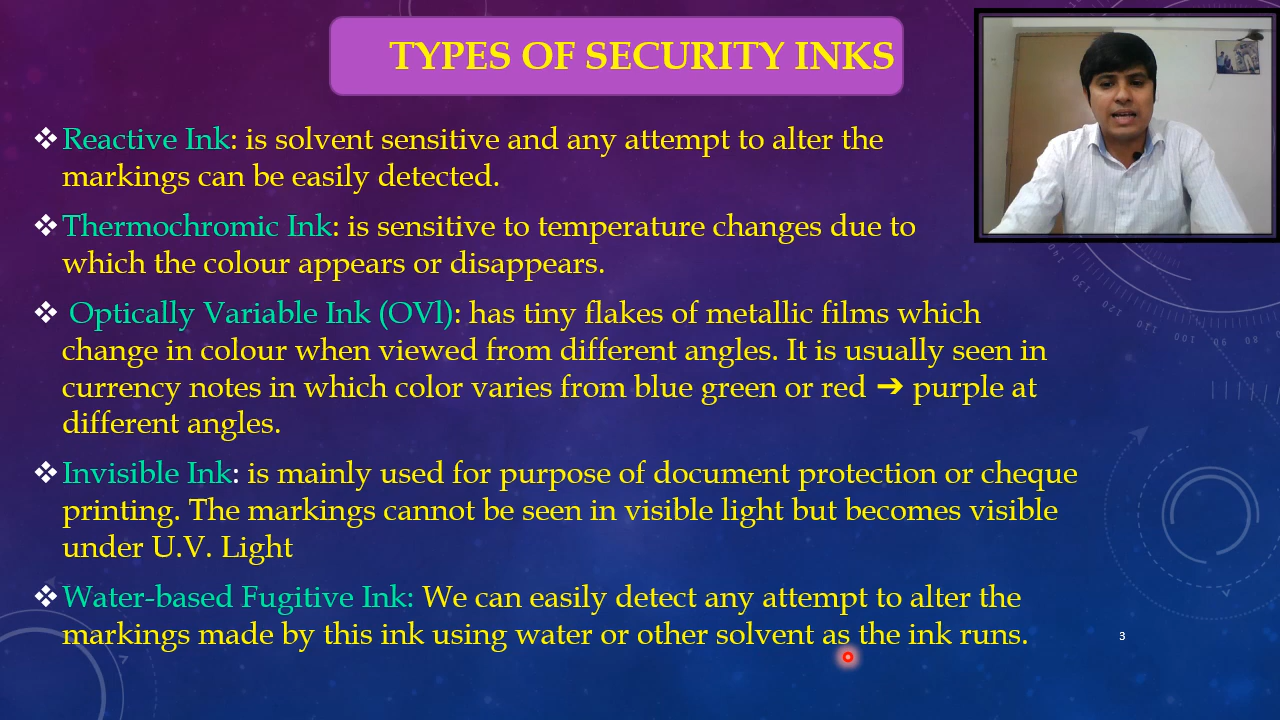 TYPES OF SECURITY INKS
❖ Reactive Ink: is solvent sensitive and any attempt to alter the
markings can be easily detected.
❖ Thermochromic Ink: is sensitive to temperature changes due to
which the colour appears or disappears.
❖ Optically Variable Ink (OVl): has tiny flakes of metallic films which
change in colour when viewed from different angles. It is usually seen in
currency notes in which color varies from blue green or red ➔ purple at
different angles.
❖ Invisible Ink: is mainly used for purpose of document protection or cheque
printing. The markings cannot be seen in visible light but becomes visible
under U.V. Light
❖ Water-based Fugitive Ink: We can easily detect any attempt to alter the
markings made by this ink using water or other solvent as the ink runs.
3